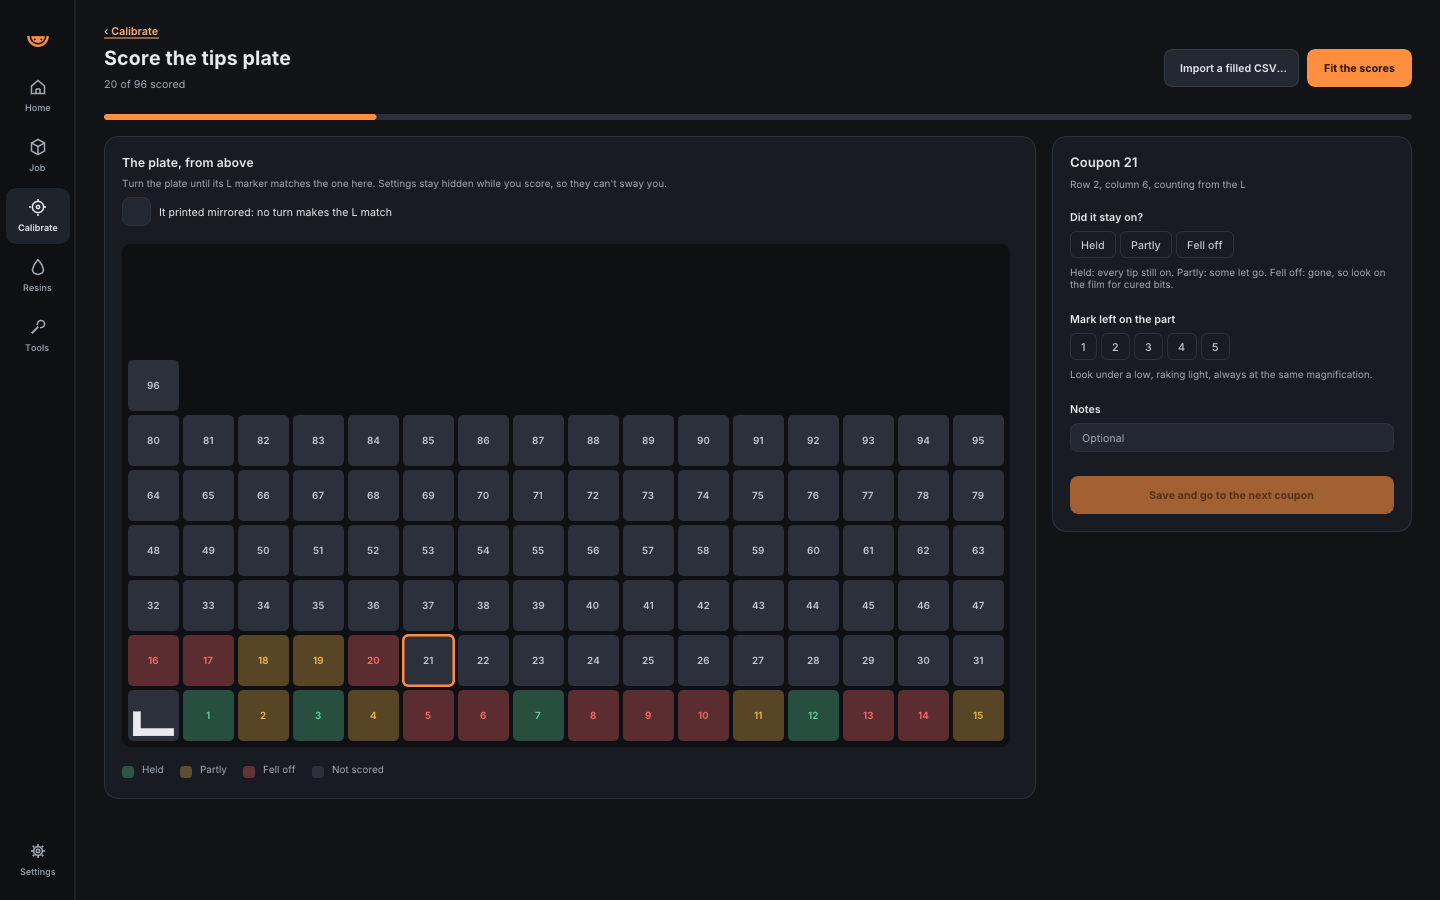 ‹ Calibrate
Score the tips plate
20 of 96 scored
Import a filled CSV...
Fit the scores
Home
Job
Calibrate
Resins
Tools
Settings
The plate, from above
Turn the plate until its L marker matches the one here. Settings stay hidden while you score, so they can't sway you.
It printed mirrored: no turn makes the L match
96
80 81 82 83 84 85 86 87 88 89 90 91 92 93 94 95
64 65 66 67 68 69 70 71 72 73 74 75 76 77 78 79
48 49 50 51 52 53 54 55 56 57 58 59 60 61 62 63
32 33 34 35 36 37 38 39 40 41 42 43 44 45 46 47
16 17 18 19 20 21 22 23 24 25 26 27 28 29 30 31
L 1 2 3 4 5 6 7 8 9 10 11 12 13 14 15
Held Partly Fell off Not scored
Coupon 21
Row 2, column 6, counting from the L
Did it stay on?
Held Partly Fell off
Held: every tip still on. Partly: some let go. Fell off: gone, so look on
the film for cured bits.
Mark left on the part
1 2 3 4 5
Look under a low, raking light, always at the same magnification.
Notes
Optional
Save and go to the next coupon